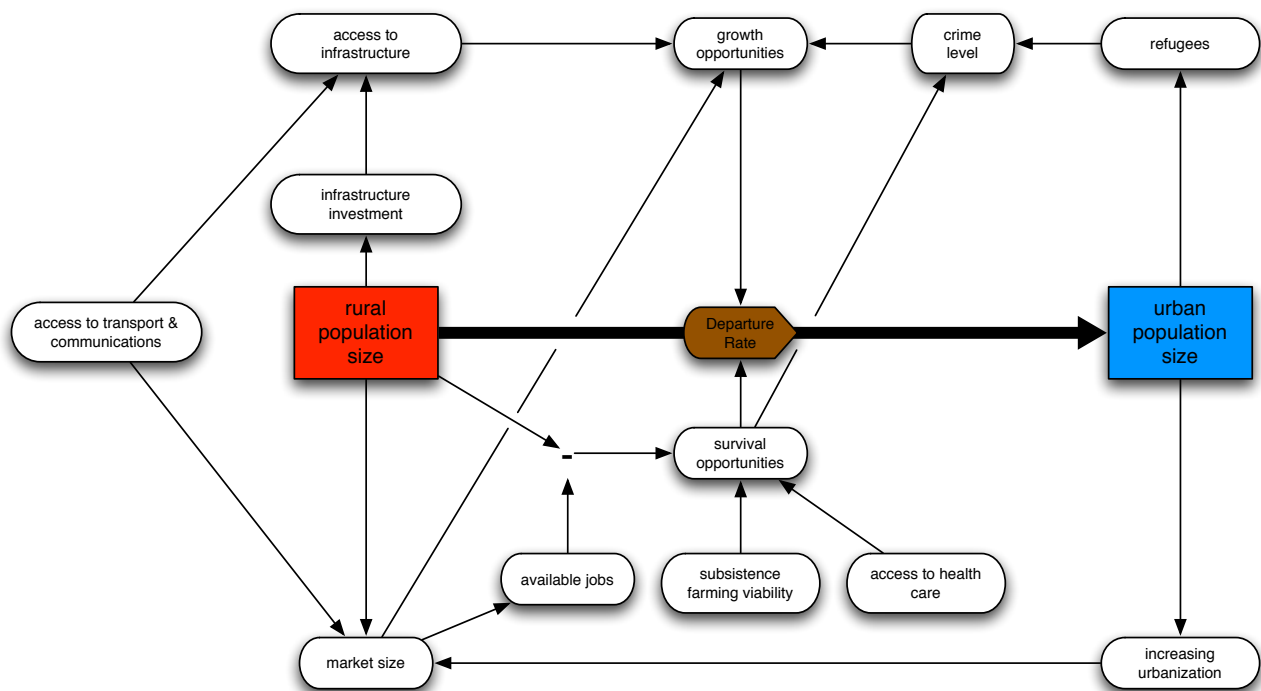 access to
infrastructure
growth
opportunities
crime
level
refugees
infrastructure
investment
access to transport &
communications
rural
population
size
Departure
Rate
urban
population
size
-
survival
opportunities
available jobs
subsistence
farming viability
access to health
care
market size
increasing
urbanization